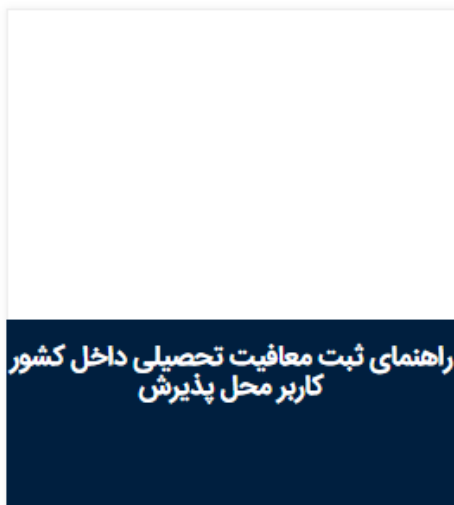 راهنمای ثبت معافیت تحصیلی داخل کشور
کاربر محل پذیرش